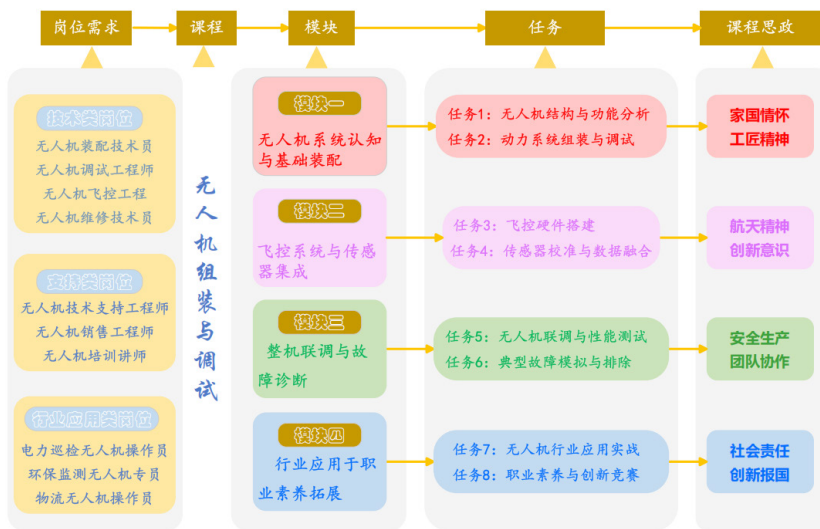 岗位需求
课程
模块
任务
课程思政
技术类岗位
无人机装配技术员
无人机调试工程师
无人机飞控工程
无人机维修技术员
支持类岗位
无人机技术支持工程师
无人机销售工程师
无人机培训讲师
行业应用类岗位
电力巡检无人机操作员
环保监测无人机专员
物流无人机操作员
无人机组装与调试
模块一
无人机系统认知
与基础装配
任务1：无人机结构与功能分析
任务2：动力系统组装与调试
家国情怀
工匠精神
模块二
飞控系统与传感
器集成
任务3：飞控硬件搭建
任务4：传感器校准与数据融合
航天精神
创新意识
模块三
整机联调与故
障诊断
任务5：无人机联调与性能测试
任务6：典型故障模拟与排除
安全生产
团队协作
模块四
行业应用于职
业素养拓展
任务7：无人机行业应用实战
任务8：职业素养与创新竞赛
社会责任
创新报国